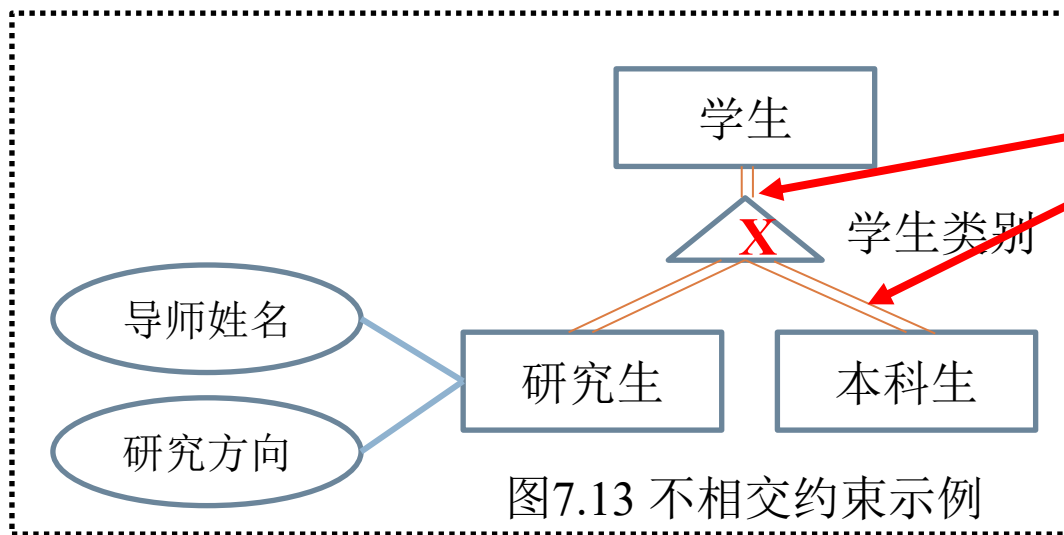 学生
X
学生类别
导师姓名
研究生
本科生
研究方向
图7.13 不相交约束示例